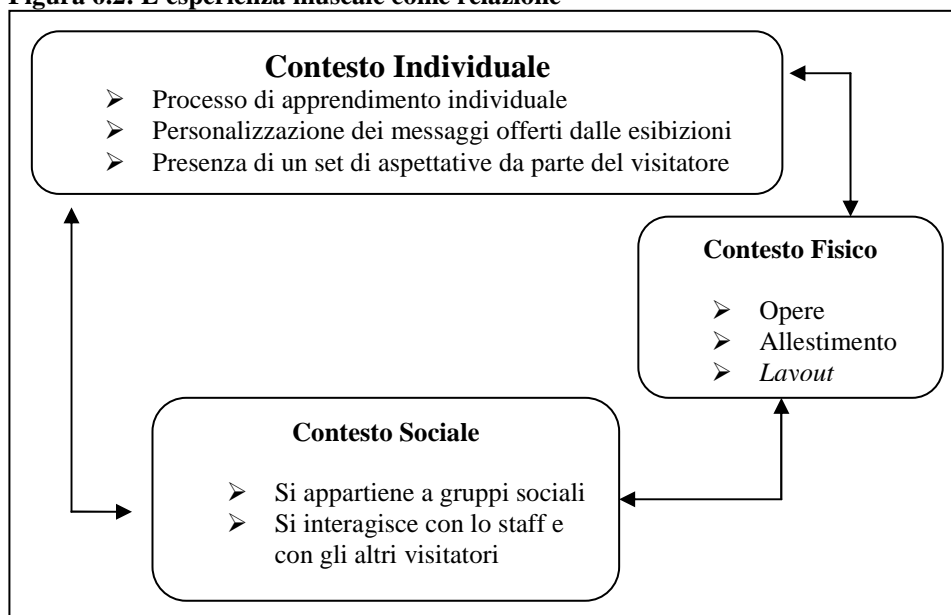 Figura 6.2: L'esperienza museale come relazione
Contesto Individuale
➢ Processo di apprendimento individuale
➢ Personalizzazione dei messaggi offerti dalle esibizioni
➢ Presenza di un set di aspettative da parte del visitatore
Contesto Fisico
➢ Opere
➢ Allestimento
➢ Layout
Contesto Sociale
➢ Si appartiene a gruppi sociali
➢ Si interagisce con lo staff e
con gli altri visitatori